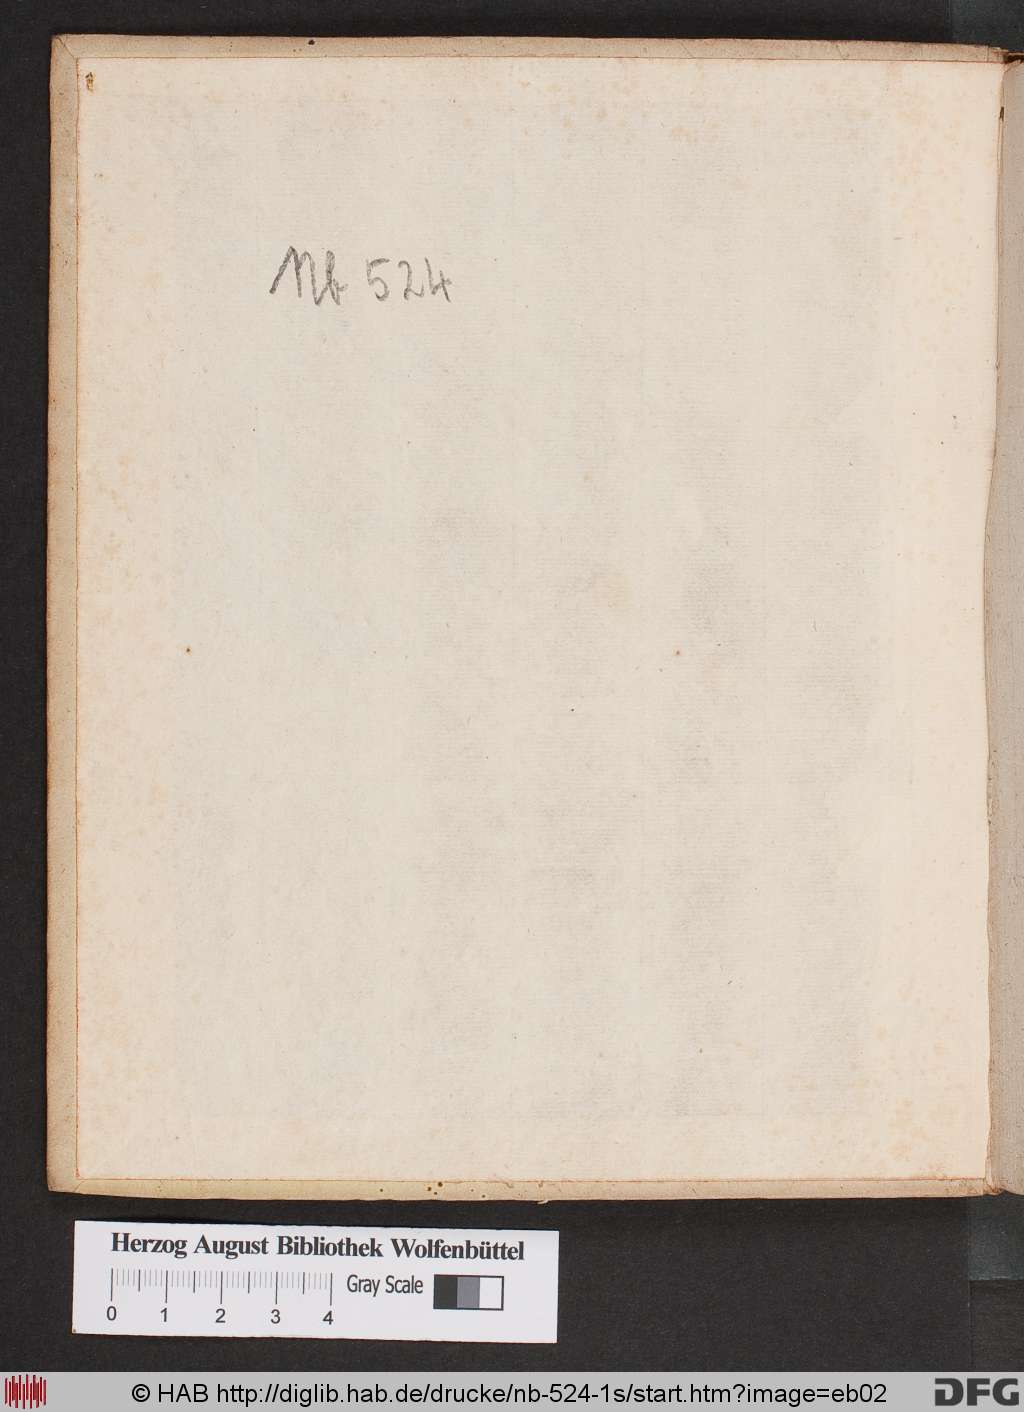 Nb 524
Herzog August Bibliothek Wolfenbüttel
Gray Scale
0 1 2 3 4
© HAB http://diglib.hab.de/drucke/nb-524-1s/start.htm?image=eb02
DFG